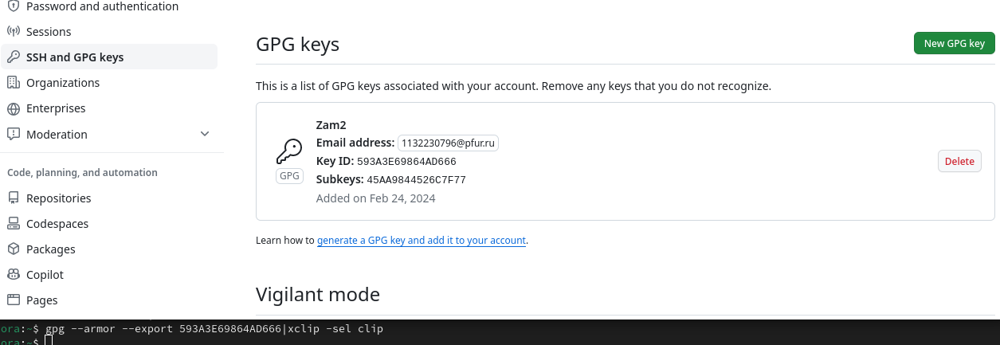 Password and authentication
Sessions
SSH and GPG keys
Organizations
Enterprises
Moderation
Code, planning, and automation
Repositories
Codespaces
Packages
Copilot
Pages
GPG keys
New GPG key
This is a list of GPG keys associated with your account. Remove any keys that you do not recognize.
GPG
Zam2
Email address: 1132230796@pfur.ru
Key ID: 593A3E69864AD666
Subkeys: 45AA9844526C7F77
Added on Feb 24, 2024
Delete
Learn how to generate a GPG key and add it to your account.
Vigilant mode
ora:~$ gpg --armor --export 593A3E69864AD666|xclip -sel clip
ora:~$